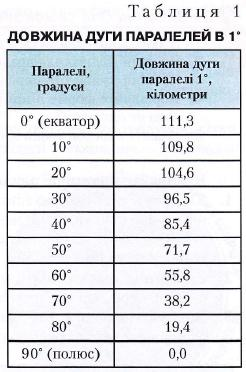 Таблиця 1
ДОВЖИНА ДУГИ ПАРАЛЕЛЕЙ В 1°
Паралелі, градуси Довжина дуги паралелі 1°, кілометри
0° (екватор) 111,3
10° 109,8
20° 104,6
30° 96,5
40° 85,4
50° 71,7
60° 55,8
70° 38,2
80° 19,4
90° (полюс) 0,0